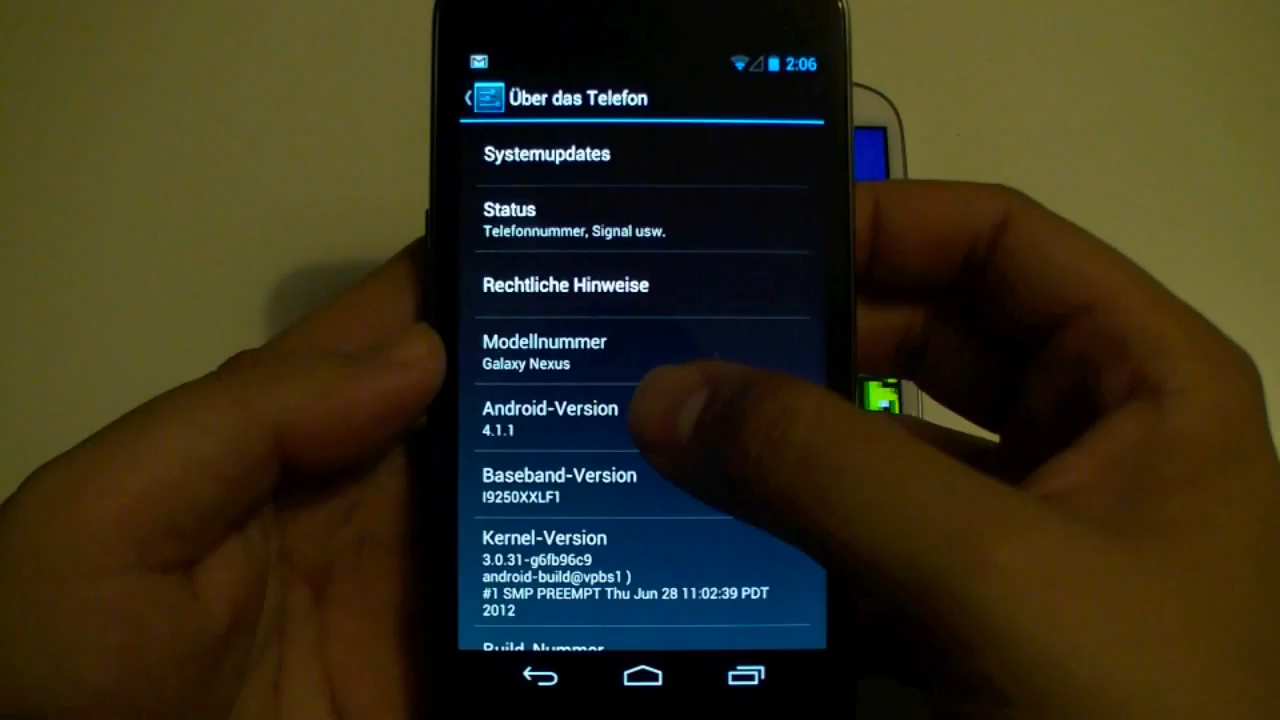 2:06
Über das Telefon
Systemupdates
Status
Telefonnummer, Signal usw.
Rechtliche Hinweise
Modellnummer
Galaxy Nexus
Android-Version
4.1.1
Baseband-Version
I9250XXLF1
Kernel-Version
3.0.31-g6fb96c9
android-build@vpbs1 )
#1 SMP PREEMPT Thu Jun 28 11:02:39 PDT
2012
Build-Nummer